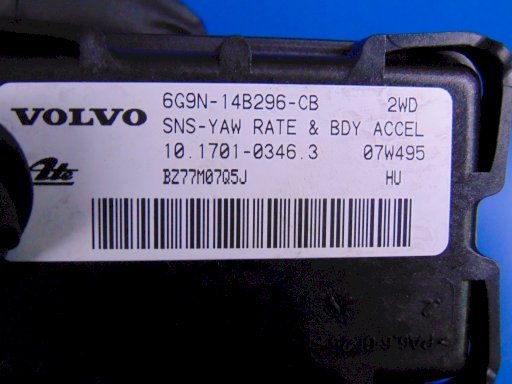 VOLVO
6G9N-14B296-CB 2WD
SNS-YAW RATE & BDY ACCEL
10.1701-0346.3 07W495
Ate
BZ77M07Q5J HU